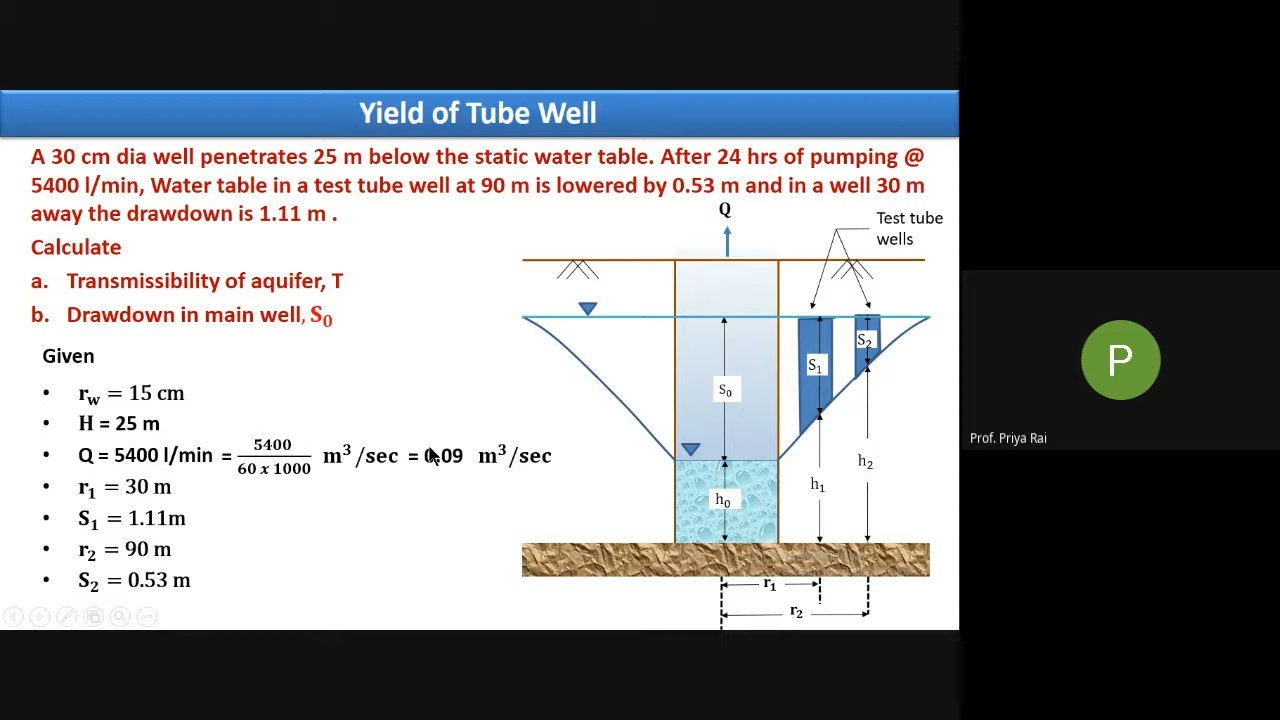 Yield of Tube Well
A 30 cm dia well penetrates 25 m below the static water table. After 24 hrs of pumping @
5400 l/min, Water table in a test tube well at 90 m is lowered by 0.53 m and in a well 30 m
away the drawdown is 1.11 m .
Calculate
a. Transmissibility of aquifer, T
b. Drawdown in main well, S₀
Given
• r_w = 15 cm
• H = 25 m
• Q = 5400 l/min = 5400 / 60 x 1000 m³/sec = 0.09 m³/sec
• r₁ = 30 m
• S₁ = 1.11m
• r₂ = 90 m
• S₂ = 0.53 m
Q
Test tube
wells
S₀
S₁
S₂
h₀
h₁
h₂
r₁
r₂
P
Prof. Priya Rai